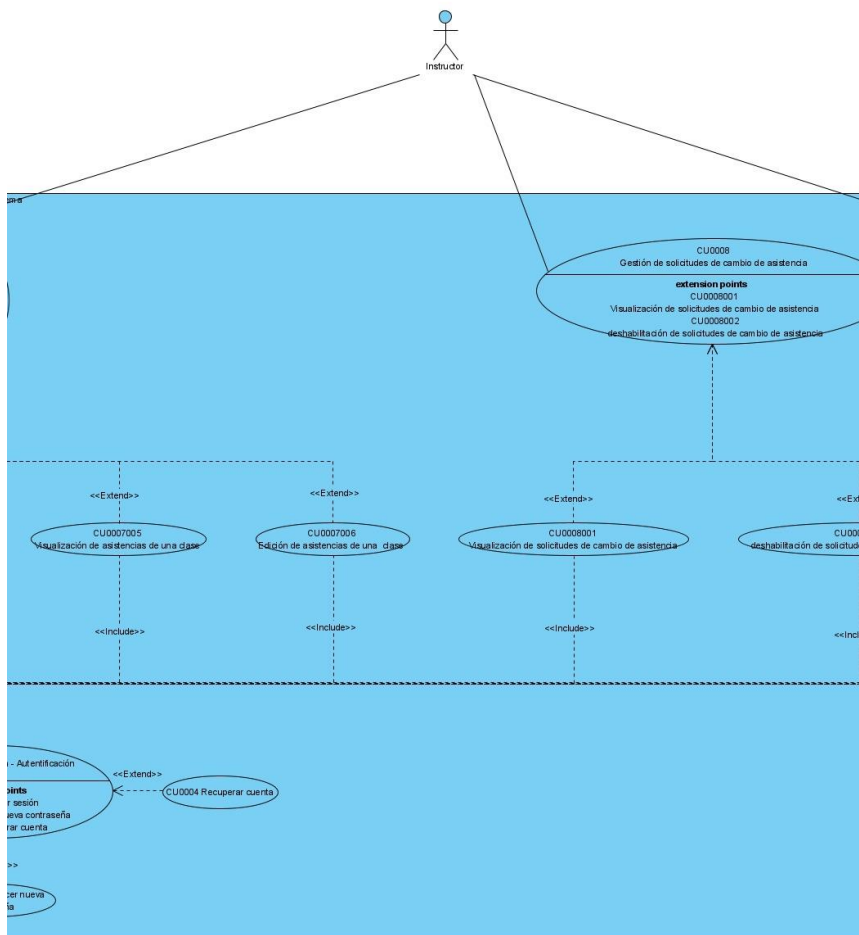 Instructor
CU0008
Gestión de solicitudes de cambio de asistencia
extension points
CU0008001
Visualización de solicitudes de cambio de asistencia
CU0008002
deshabilitación de solicitudes de cambio de asistencia
<<Extend>>
<<Extend>>
<<Extend>>
CU0007005
Visualización de asistencias de una clase
CU0007006
Edición de asistencias de una clase
CU0008001
Visualización de solicitudes de cambio de asistencia
deshabilitación de
<<Include>>
<<Include>>
<<Include>>
- Autentificación
<<Extend>>
CU0004 Recuperar cuenta
sesión
contraseña
cuenta
nueva